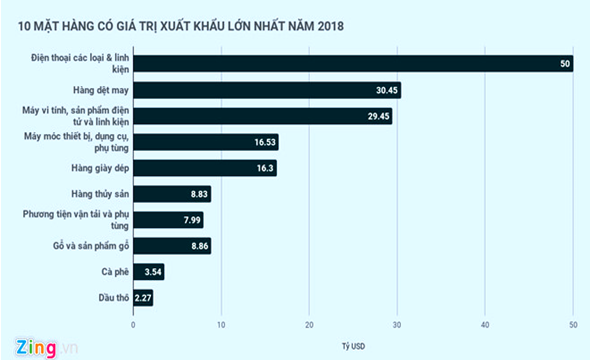 10 MẶT HÀNG CÓ GIÁ TRỊ XUẤT KHẨU LỚN NHẤT NĂM 2018
Điện thoại các loại & linh
kiện
50
Hàng dệt may
30.45
Máy vi tính, sản phẩm điện
tử và linh kiện
29.45
Máy móc thiết bị, dụng cụ,
phụ tùng
16.53
Hàng giày dép
16.3
Hàng thủy sản
8.83
Phương tiện vận tải và phụ
tùng
7.99
Gỗ và sản phẩm gỗ
8.86
Cà phê
3.54
Dầu thô
2.27
0 10 20 30 40 50
Tỷ USD
Zing.vn